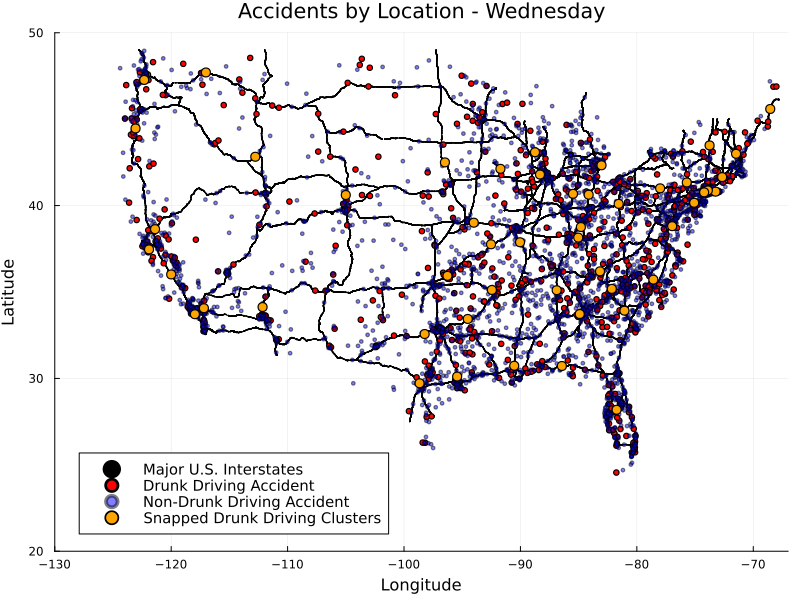 Accidents by Location - Wednesday
50
40
30
20
Latitude
Major U.S. Interstates
Drunk Driving Accident
Non-Drunk Driving Accident
Snapped Drunk Driving Clusters
−130 −120 −110 −100 −90 −80 −70
Longitude